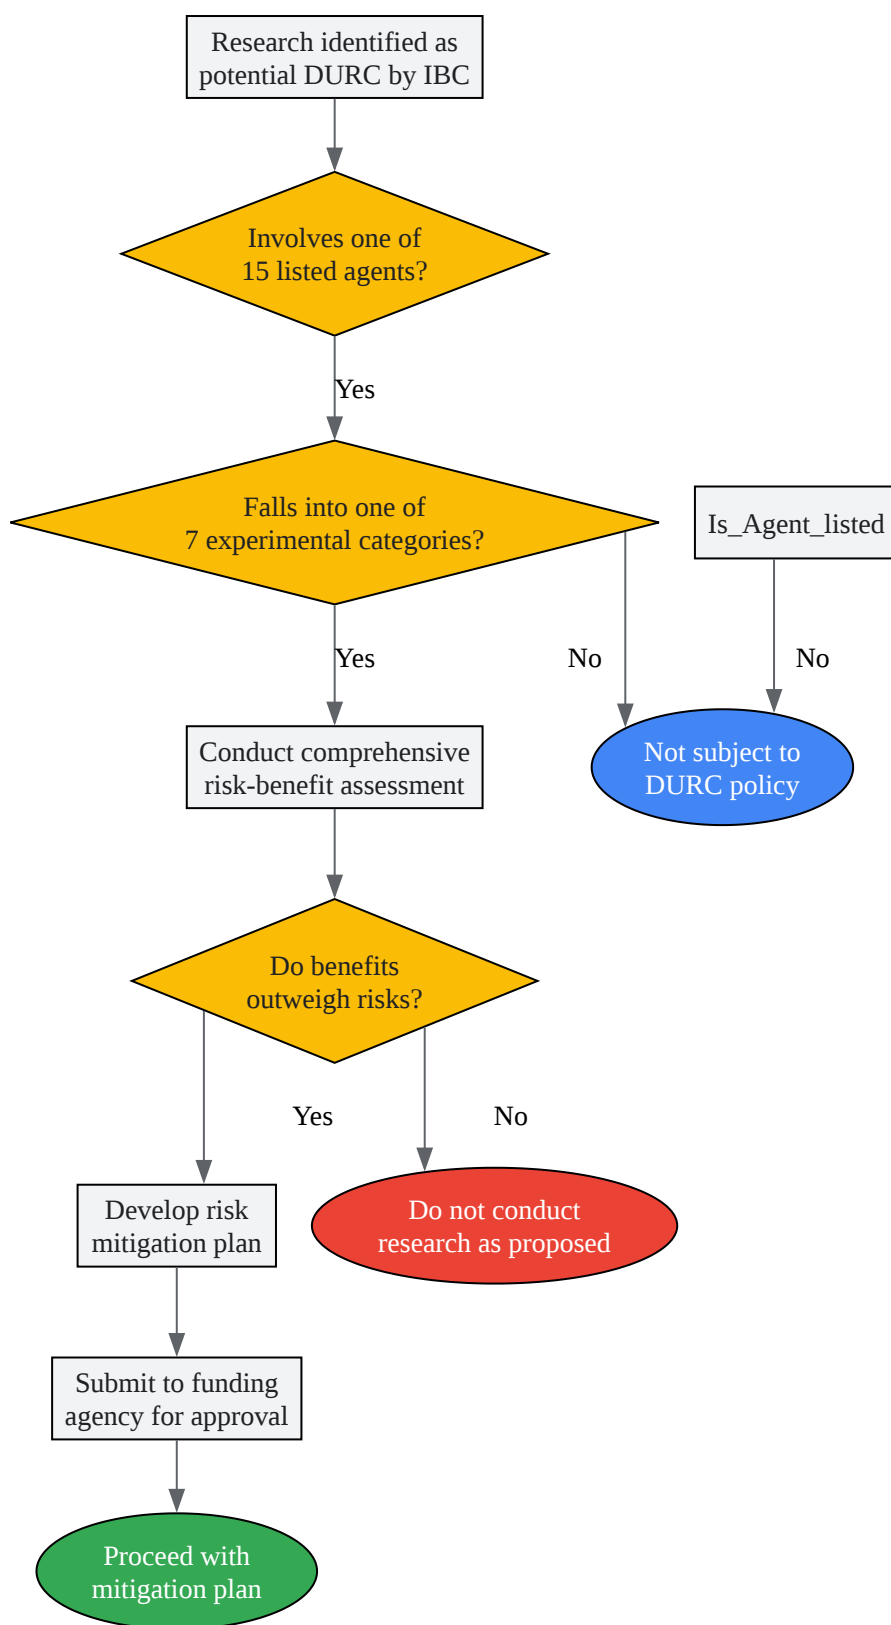 Research identified as
potential DURC by IBC
Involves one of
15 listed agents?
Yes
Falls into one of
7 experimental categories?
Is_Agent_listed
Yes
No
No
Conduct comprehensive
risk-benefit assessment
Not subject to
DURC policy
Do benefits
outweigh risks?
Yes
No
Develop risk
mitigation plan
Do not conduct
research as proposed
Submit to funding
agency for approval
Proceed with
mitigation plan